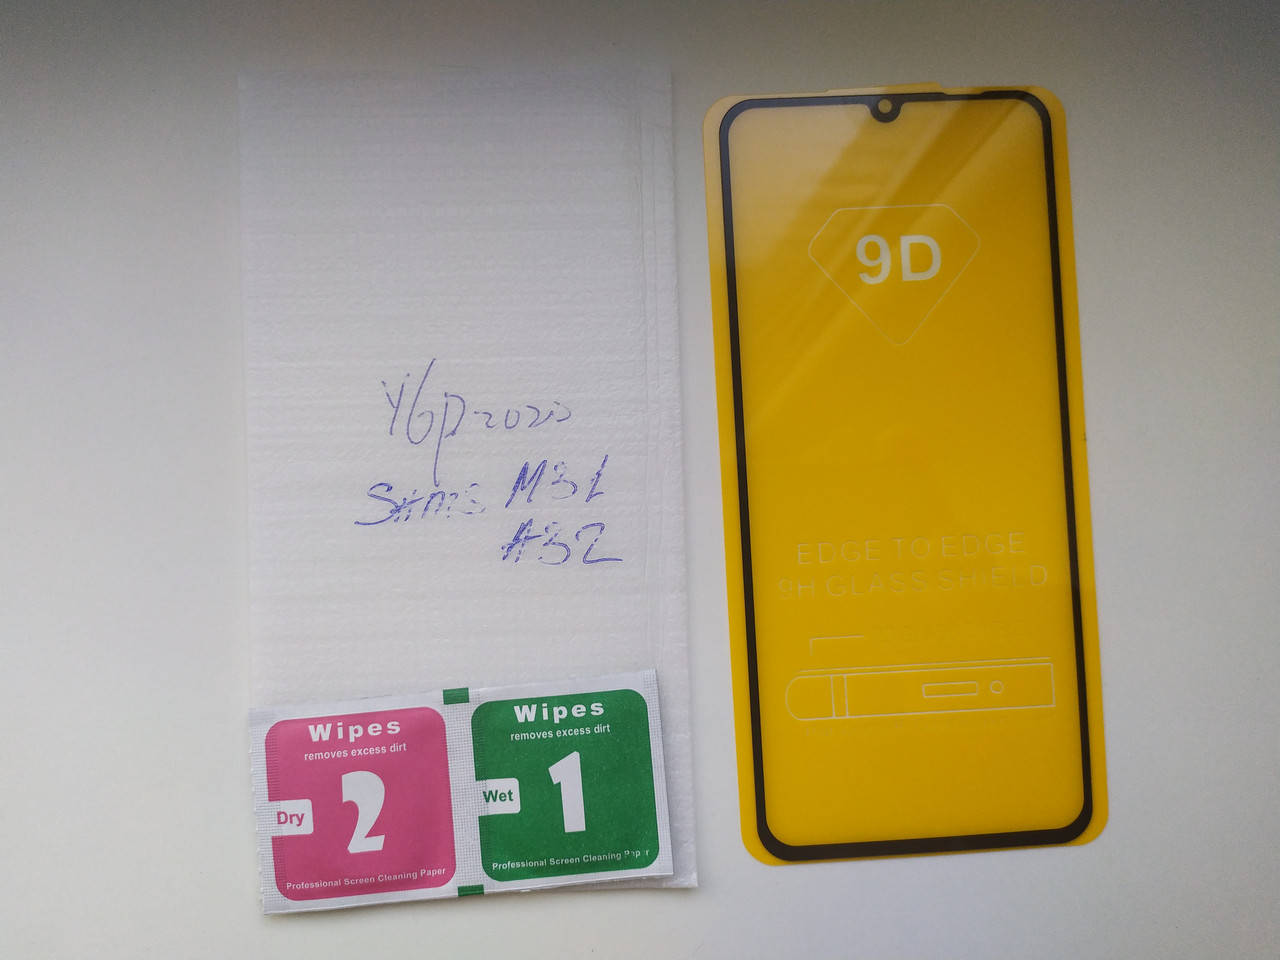 Y6p-2020
Sams M31
A32
Wipes
removes excess dirt
Dry
2
Professional Screen Cleaning Paper
Wipes
removes excess dirt
Wet
1
Professional Screen Cleaning Paper
9D
EDGE TO EDGE
9H GLASS SHIELD